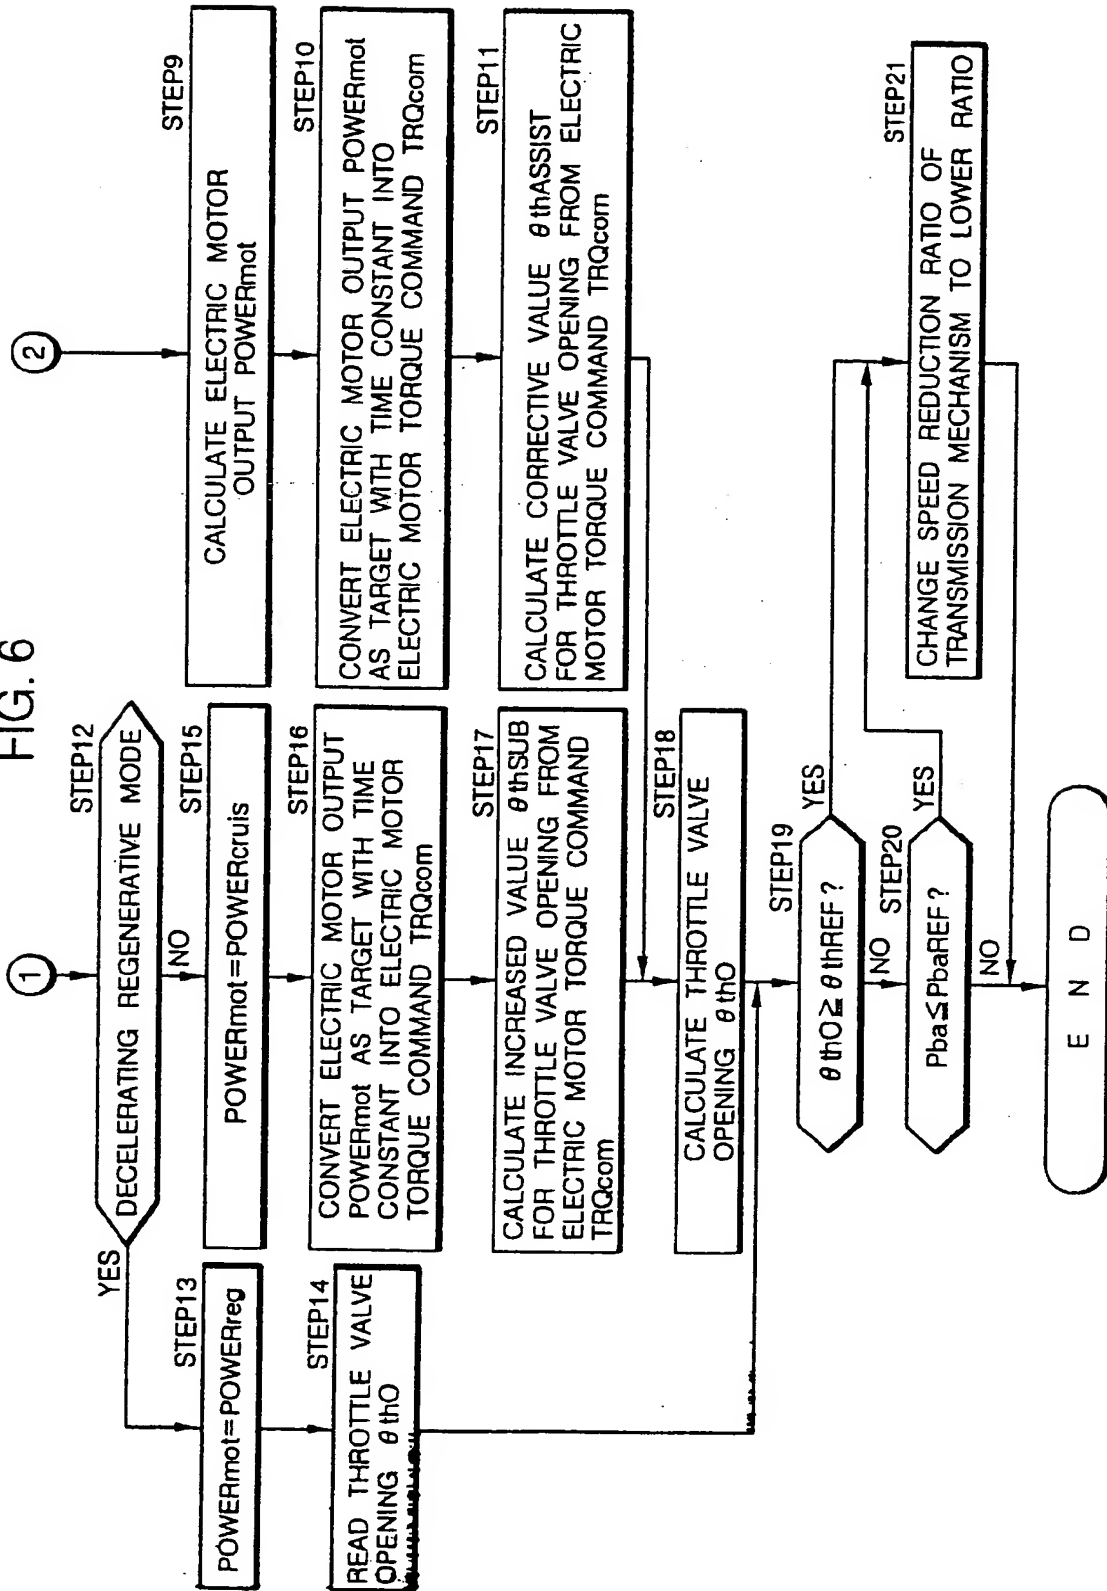 FIG. 6
1
STEP12
DECELERATING REGENERATIVE MODE
YES
NO
STEP13
POWERmot=POWERreg
STEP14
READ THROTTLE VALVE
OPENING θthO
STEP15
POWERmot=POWERcruis
STEP16
CONVERT ELECTRIC MOTOR OUTPUT
POWERmot AS TARGET WITH TIME
CONSTANT INTO ELECTRIC MOTOR
TORQUE COMMAND TRQcom
STEP17
CALCULATE INCREASED VALUE θthSUB
FOR THROTTLE VALVE OPENING FROM
ELECTRIC MOTOR TORQUE COMMAND
TRQcom
2
STEP9
CALCULATE ELECTRIC MOTOR
OUTPUT POWERmot
STEP10
CONVERT ELECTRIC MOTOR OUTPUT POWERmot
AS TARGET WITH TIME CONSTANT INTO
ELECTRIC MOTOR TORQUE COMMAND TRQcom
STEP11
CALCULATE CORRECTIVE VALUE θthASSIST
FOR THROTTLE VALVE OPENING FROM ELECTRIC
MOTOR TORQUE COMMAND TRQcom
STEP18
CALCULATE THROTTLE VALVE
OPENING θthO
STEP19
θthO≧θthREF?
YES
NO
STEP20
Pba≦PbaREF?
YES
NO
STEP21
CHANGE SPEED REDUCTION RATIO OF
TRANSMISSION MECHANISM TO LOWER RATIO
E N D